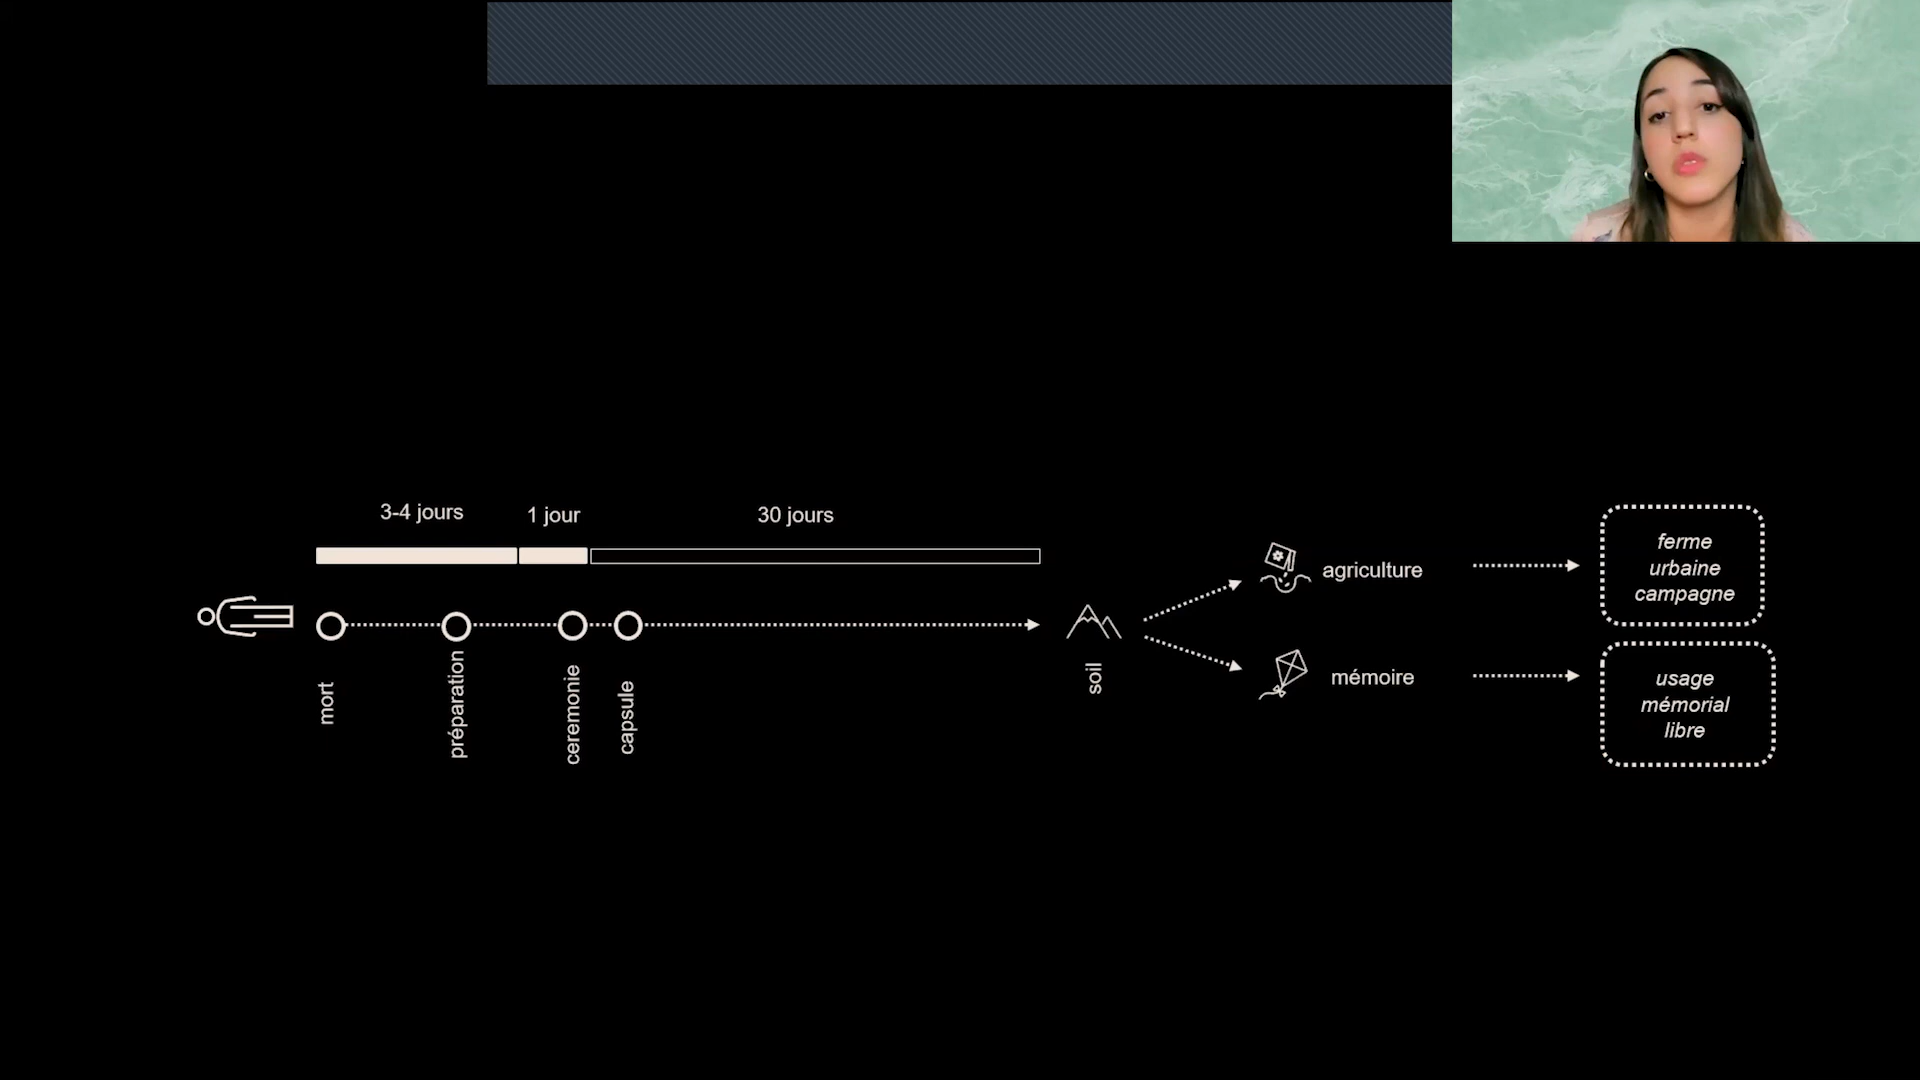 3-4 jours
1 jour
30 jours
mort
préparation
ceremonie
capsule
soil
agriculture
mémoire
ferme
urbaine
campagne
usage
mémorial
libre